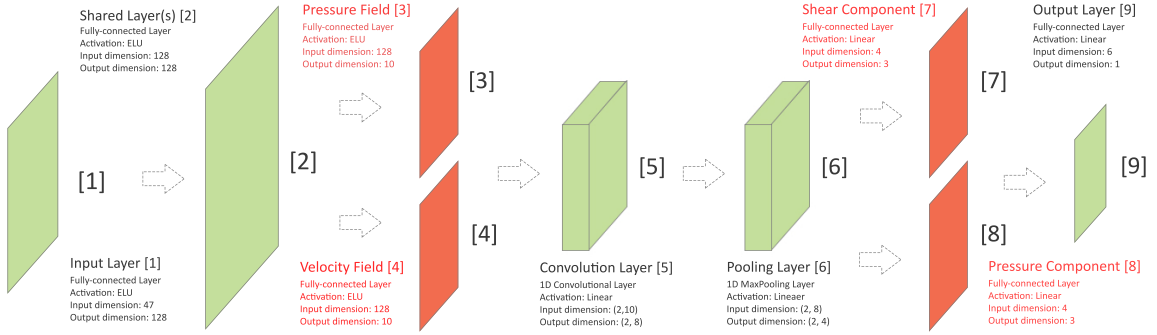 Shared Layer(s) [2]
Fully-connected Layer
Activation: ELU
Input dimension: 128
Output dimension: 128
Pressure Field [3]
Fully-connected Layer
Activation: ELU
Input dimension: 128
Output dimension: 10
Shear Component [7]
Fully-connected Layer
Activation: Linear
Input dimension: 4
Output dimension: 3
Output Layer [9]
Fully-connected Layer
Activation: Linear
Input dimension: 6
Output dimension: 1
[1]
[2]
[3]
[4]
[5]
[6]
[7]
[8]
[9]
Input Layer [1]
Fully-connected Layer
Activation: ELU
Input dimension: 47
Output dimension: 128
Velocity Field [4]
Fully-connected Layer
Activation: ELU
Input dimension: 128
Output dimension: 10
Convolution Layer [5]
1D Convolutional Layer
Activation: Linear
Input dimension: (2,10)
Output dimension: (2, 8)
Pooling Layer [6]
1D MaxPooling Layer
Activation: Lineaer
Input dimension: (2, 8)
Output dimension: (2, 4)
Pressure Component [8]
Fully-connected Layer
Activation: Linear
Input dimension: 4
Output dimension: 3